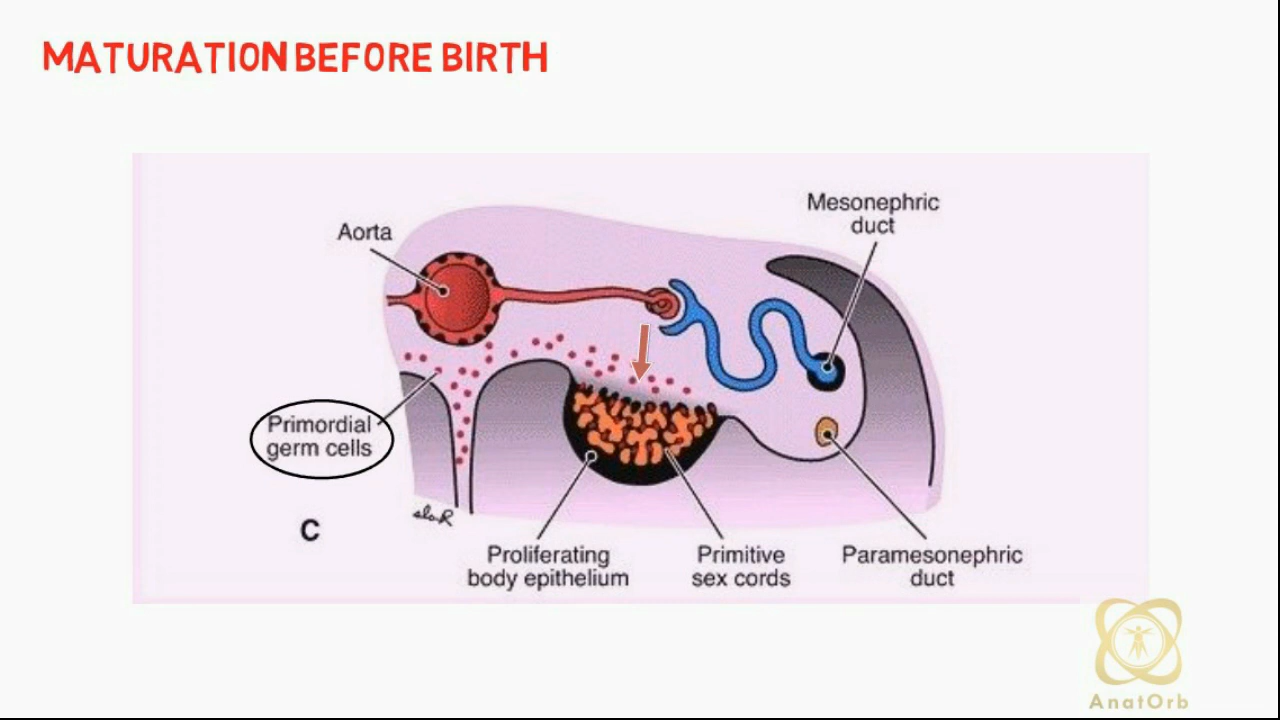 MATURATION BEFORE BIRTH
Mesonephric
duct
Aorta
Primordial
germ cells
C
Proliferating
body epithelium
Primitive
sex cords
Paramesonephric
duct
AnatOrb